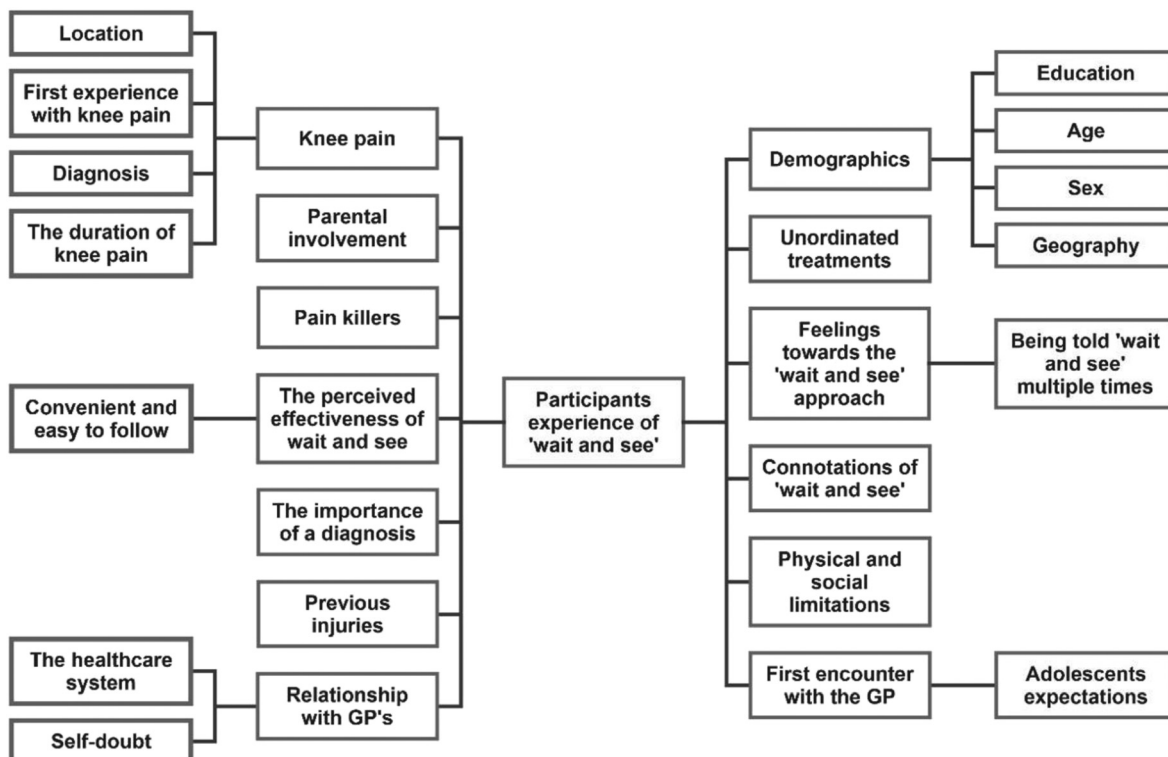 Location
First experience
with knee pain
Diagnosis
The duration of
knee pain
Convenient and
easy to follow
The healthcare
system
Self-doubt
Knee pain
Parental
involvement
Pain killers
The perceived
effectiveness of
wait and see
The importance
of a diagnosis
Previous
injuries
Relationship
with GP's
Participants
experience of
'wait and see'
Demographics
Unordinated
treatments
Feelings
towards the
'wait and see'
approach
Connotations of
'wait and see'
Physical and
social
limitations
First encounter
with the GP
Education
Age
Sex
Geography
Being told 'wait
and see'
multiple times
Adolescents
expectations